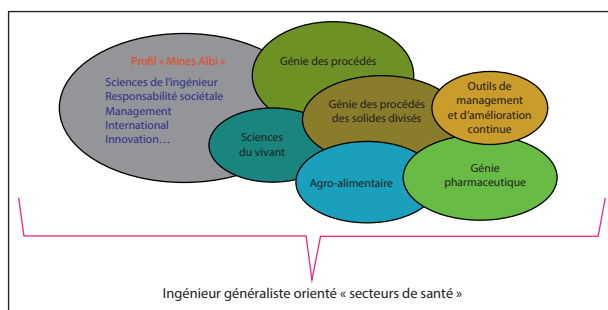 Profil « Mines Albi »
Sciences de l'ingénieur
Responsabilité sociétale
Management
International
Innovation...
Génie des procédés
Sciences
du vivant
Génie des procédés
des solides divisés
Agro-alimentaire
Outils de
management
et d'amélioration
continue
Génie
pharmaceutique
Ingénieur généraliste orienté « secteurs de santé »